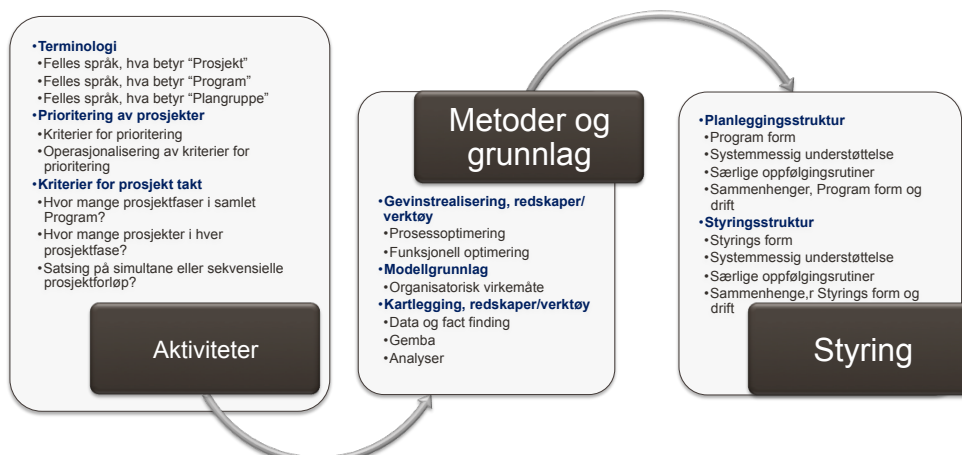 •Terminologi
•Felles språk, hva betyr “Prosjekt”
•Felles språk, hva betyr “Program”
•Felles språk, hva betyr “Plangruppe”
•Prioritering av prosjekter
•Kriterier for prioritering
•Operasjonalisering av kriterier for
prioritering
•Kriterier for prosjekt takt
•Hvor mange prosjektfaser i samlet
Program?
•Hvor mange prosjekter i hver
prosjektfase?
•Satsing på simultane eller sekvensielle
prosjektforløp?
Aktiviteter
Metoder og
grunnlag
•Gevinstrealisering, redskaper/
verktøy
•Prosessoptimering
•Funksjonell optimering
•Modellgrunnlag
•Organisatorisk virkemåte
•Kartlegging, redskaper/verktøy
•Data og fact finding
•Gemba
•Analyser
•Planleggingsstruktur
•Program form
•Systemmessig understøttelse
•Særlige oppfølgingsrutiner
•Sammenhenger, Program form og
drift
•Styringsstruktur
•Styrings form
•Systemmessig understøttelse
•Særlige oppfølgingsrutiner
•Sammenhenge,r Styrings form og
drift
Styring